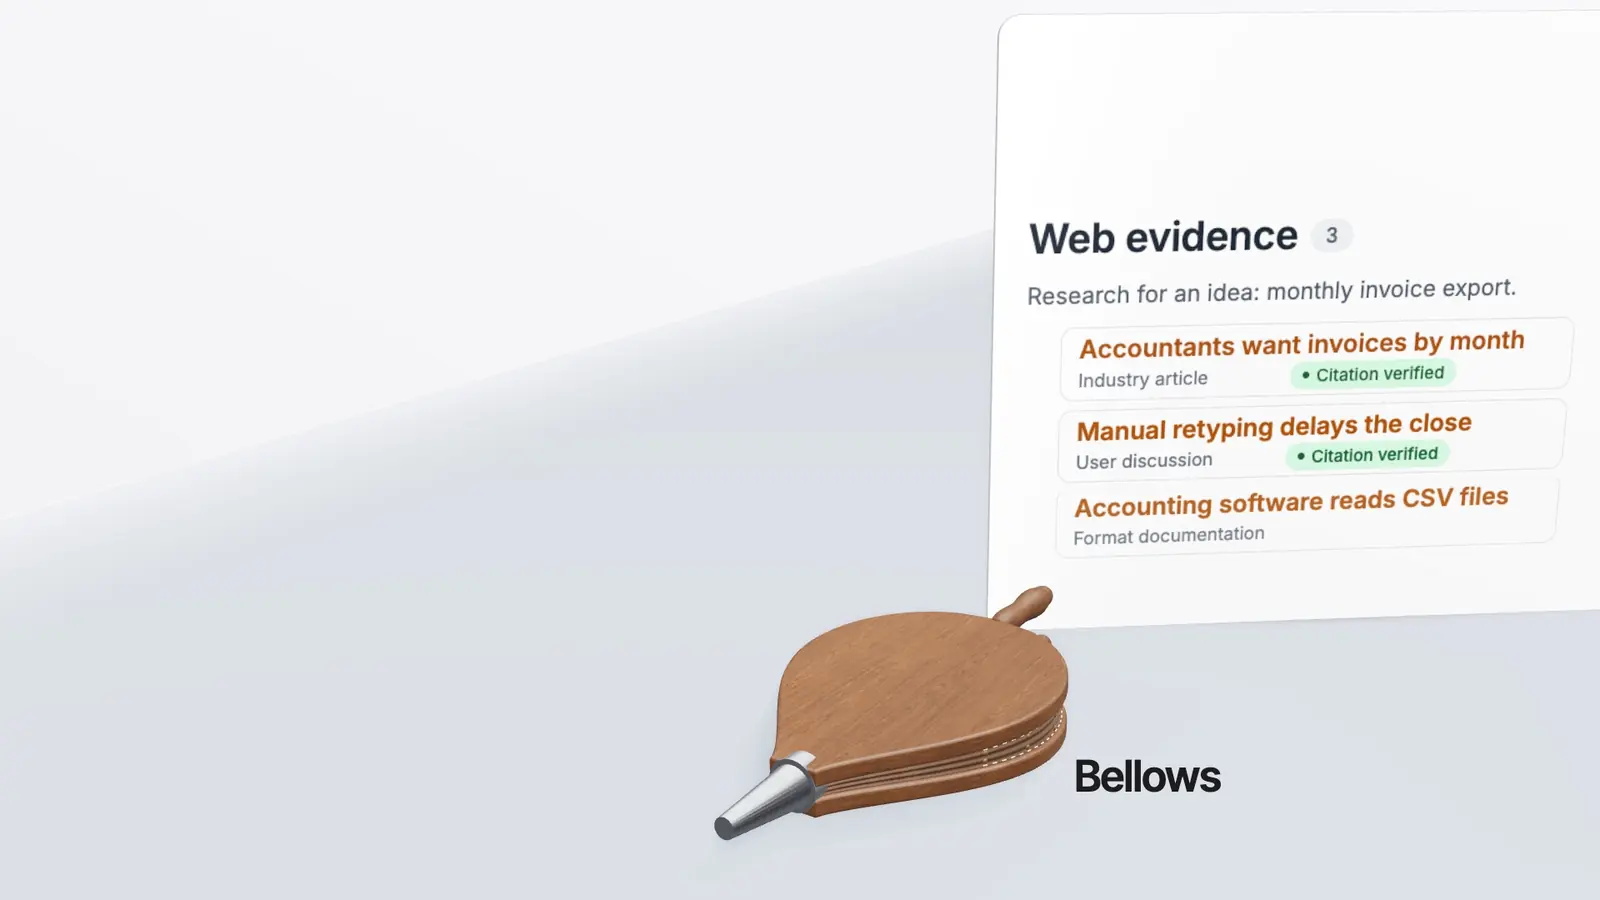 Web evidence 3
Research for an idea: monthly invoice export.
Accountants want invoices by month
Industry article • Citation verified
Manual retyping delays the close
User discussion • Citation verified
Accounting software reads CSV files
Format documentation
Bellows